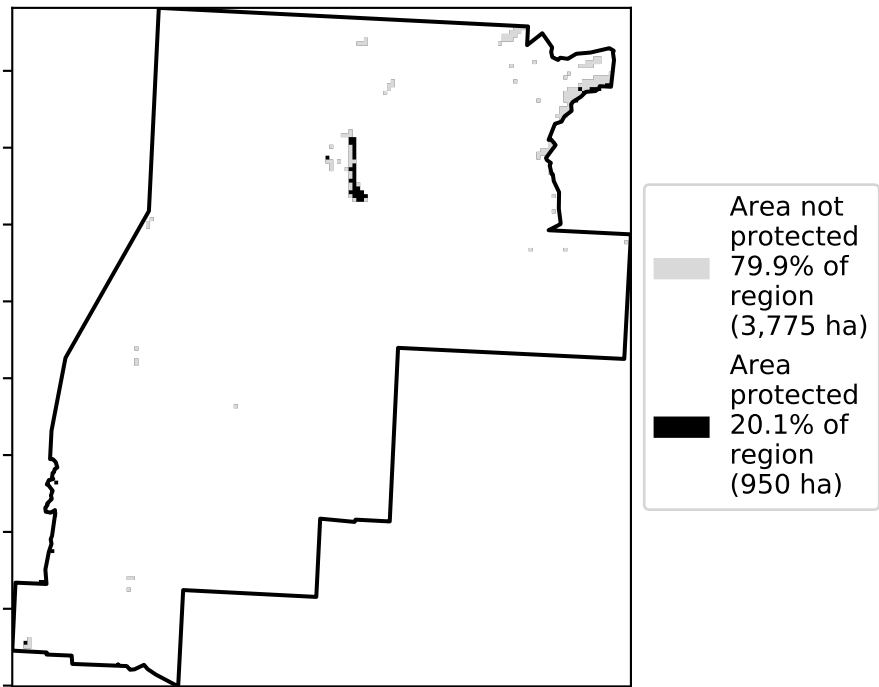 Area not
protected
79.9% of
region
(3,775 ha)
Area
protected
20.1% of
region
(950 ha)